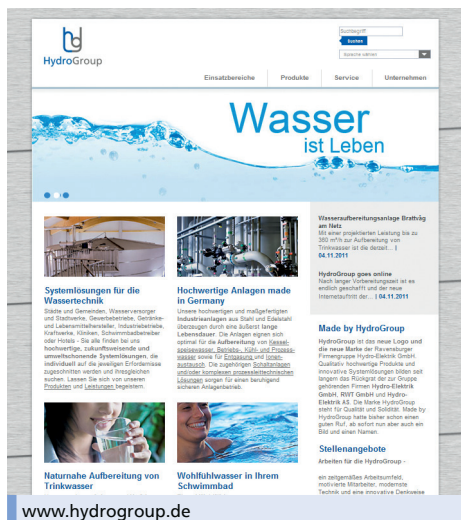 HydroGroup
Suchbegriff
Suchen
Sprache wählen
Einsatzbereiche Produkte Service Unternehmen
Wasser
ist Leben
Systemlösungen für die
Wassertechnik
Städte und Gemeinden, Wasserversorger
und Stadtwerke, Gewerbebetriebe, Getränke-
und Lebensmittelhersteller, Industriebetriebe,
Kraftwerke, Kliniken, Schwimmbadbetreiber
oder Hotels - Sie alle finden bei uns
hochwertige, zukunftsweisende und
umweltschonende Systemlösungen, die
individuell auf die jeweiligen Erfordernisse
zugeschnitten werden und Ihresgleichen
suchen. Lassen Sie sich von unseren
Produkten und Leistungen begeistern.
Hochwertige Anlagen made
in Germany
Unsere hochwertigen und maßgefertigten
Industrieanlagen aus Stahl und Edelstahl
überzeugen durch eine äußerst lange
Lebensdauer. Die Anlagen eignen sich
optimal für die Aufbereitung von Kessel-
speisewasser, Betriebs-, Kühl- und Prozess-
wasser sowie für Entgasung und Ionen-
austausch. Die zugehörigen Schaltanlagen
und/oder komplexen prozessleittechnischen
Lösungen sorgen für einen beruhigend
sicheren Anlagenbetrieb.
Wasseraufbereitungsanlage Brattvåg
am Netz
Mit einer projektierten Leistung bis zu
360 m³/h zur Aufbereitung von
Trinkwasser ist die derzeit... |
04.11.2011
HydroGroup goes online
Nach langer Vorbereitungszeit ist es
endlich geschafft und der neue
Internetauftritt der... | 04.11.2011
Made by HydroGroup
HydroGroup ist das neue Logo und
die neue Marke der Ravensburger
Firmengruppe Hydro-Elektrik GmbH.
Qualitativ hochwertige Produkte und
innovative Systemlösungen bilden seit
langem das Rückgrat der zur Gruppe
gehörenden Firmen Hydro-Elektrik
GmbH, RWT GmbH und Hydro-
Elektrik AS. Die Marke HydroGroup
steht für Qualität und Solidität. Made by
HydroGroup hatte bisher schon einen
guten Ruf, ab sofort nun aber auch ein
Bild und einen Namen.
Stellenangebote
Arbeiten für die HydroGroup -
ein zeitgemäßes Arbeitsumfeld,
motivierte Mitarbeiter, modernste
Technik und eine innovative Denkweise
Naturnahe Aufbereitung von
Trinkwasser
Wohlfühlwasser in Ihrem
Schwimmbad
www.hydrogroup.de